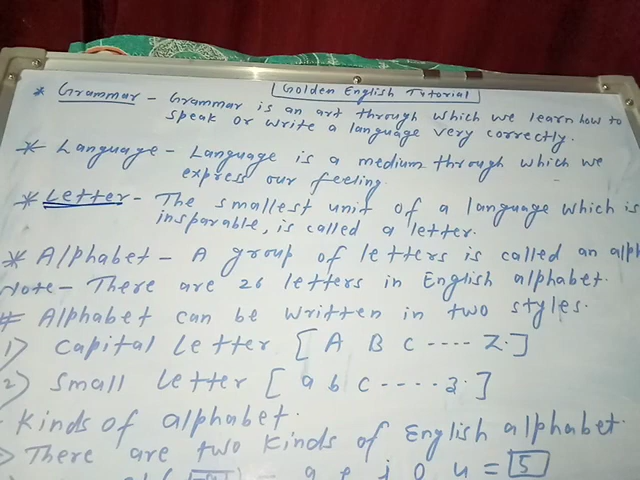 Golden English Tutorial
* Grammar - Grammar is an art through which we learn how to
speak or write a language very correctly.
* Language - Language is a medium through which we
express our feeling.
* Letter - The smallest unit of a language which is
insparable, is called a letter.
* Alphabet - A group of letters is called an alph
Note - There are 26 letters in English alphabet.
# Alphabet can be written in two styles.
1) Capital letter [ A B C ---- Z.]
2) Small letter [ a b c ---- z.]
Kinds of alphabet.
There are two kinds of English alphabet.
a e i o u = 5